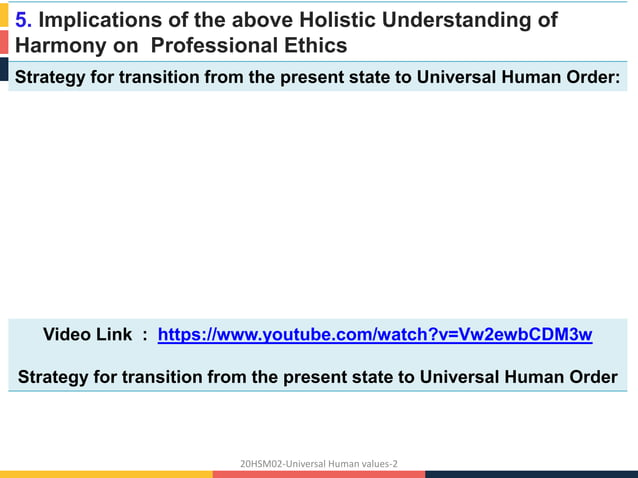 5. Implications of the above Holistic Understanding of
Harmony on  Professional Ethics
Strategy for transition from the present state to Universal Human Order:
Video Link  :  https://www.youtube.com/watch?v=Vw2ewbCDM3w
Strategy for transition from the present state to Universal Human Order
20HSM02-Universal Human values-2